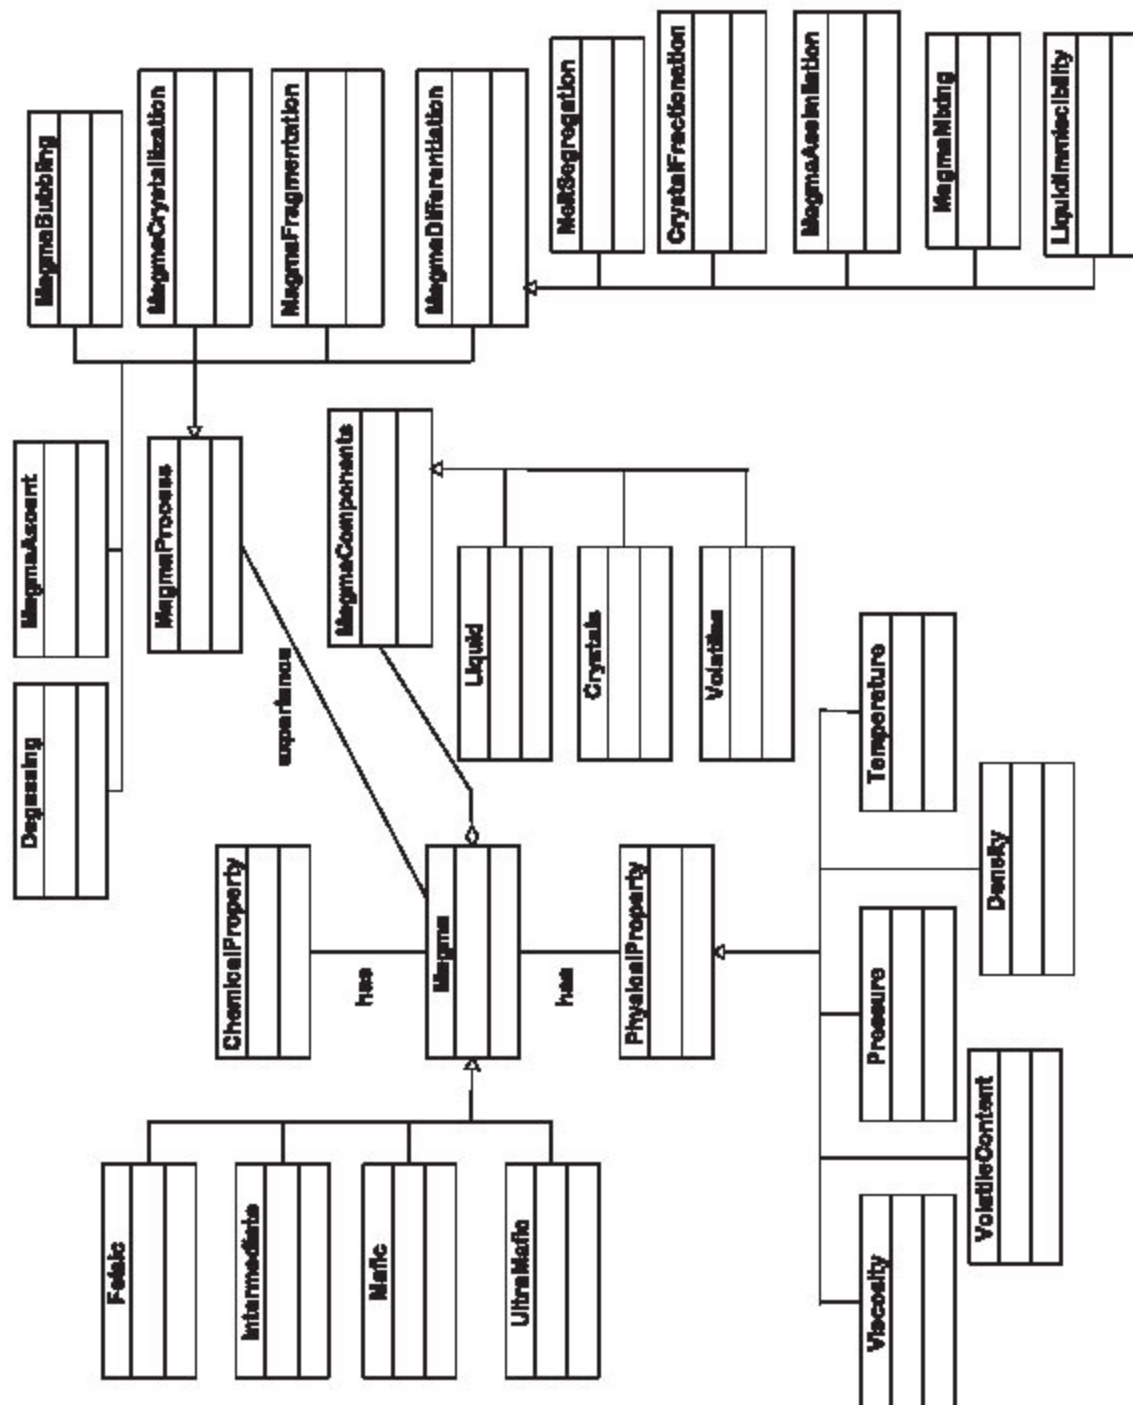 Degassing
MagmaAscent
MagmaBubbling
Felsic
MagmaProcess
MagmaCrystallization
Intermediate
ChemicalProperty
experience
MagmaFragmentation
MagmaComponents
has
Mafic
Magma
MagmaDifferentiation
Liquid
UltraMafic
has
MeltSegregation
Crystals
PhysicalProperty
CrystalFractionation
Volatiles
MagmaAssimilation
Viscosity
Pressure
Temperature
MagmaMixing
VolatileContent
Density
LiquidImmiscibility